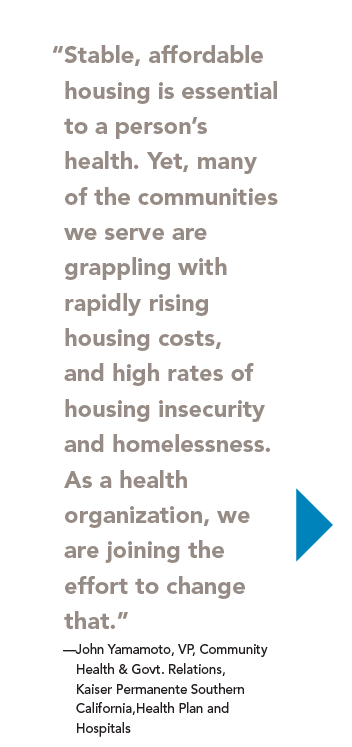 “Stable, affordable
housing is essential
to a person’s
health. Yet, many
of the communities
we serve are
grappling with
rapidly rising
housing costs,
and high rates of
housing insecurity
and homelessness.
As a health
organization, we
are joining the
effort to change
that.”
—John Yamamoto, VP, Community
Health & Govt. Relations,
Kaiser Permanente Southern
California,Health Plan and
Hospitals